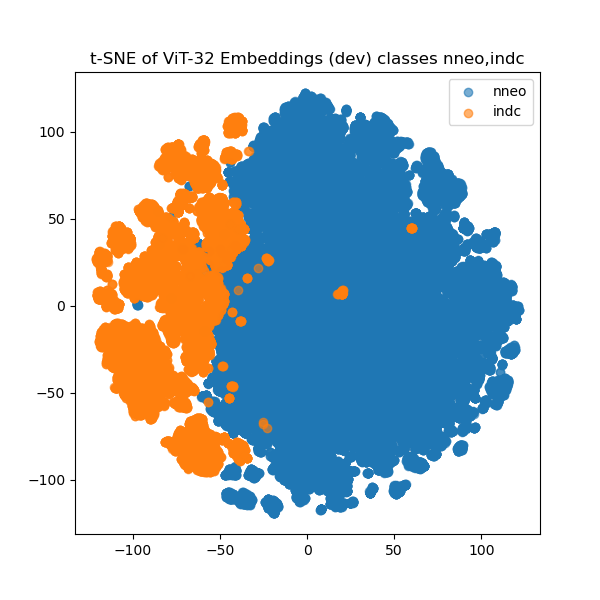 t-SNE of ViT-32 Embeddings (dev) classes nneo,indc
nneo
indc
100
50
0
−50
−100
−100 −50 0 50 100